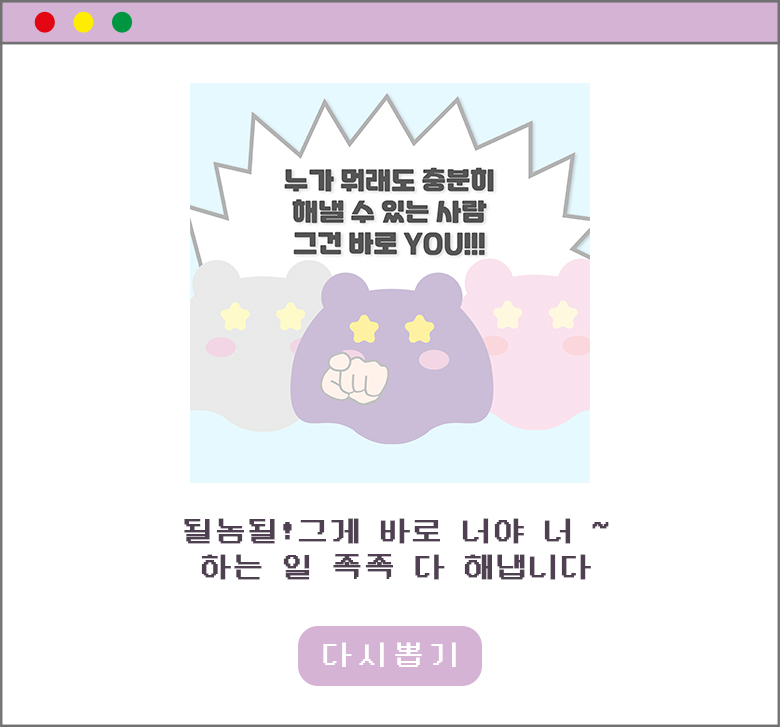 누가 뭐래도 충분히
해낼 수 있는 사람
그건 바로 YOU!!!
될놈될!그게 바로 너야 너 ~
하는 일 족족 다 해냅니다
다시뽑기